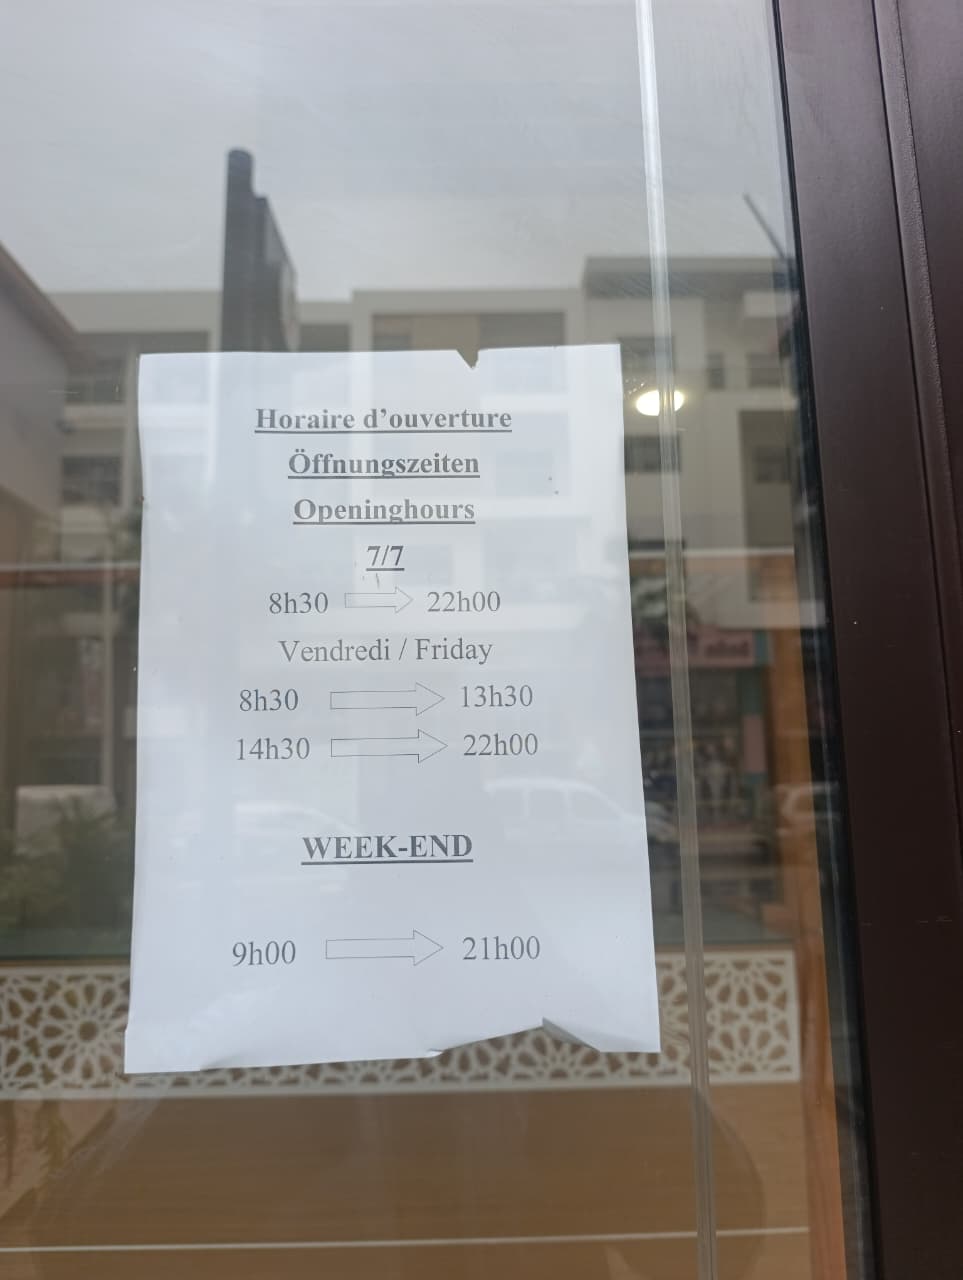 Horaire d’ouverture
Öffnungszeiten
Openinghours
7/7
8h30 22h00
Vendredi / Friday
8h30 13h30
14h30 22h00
WEEK-END
9h00 21h00